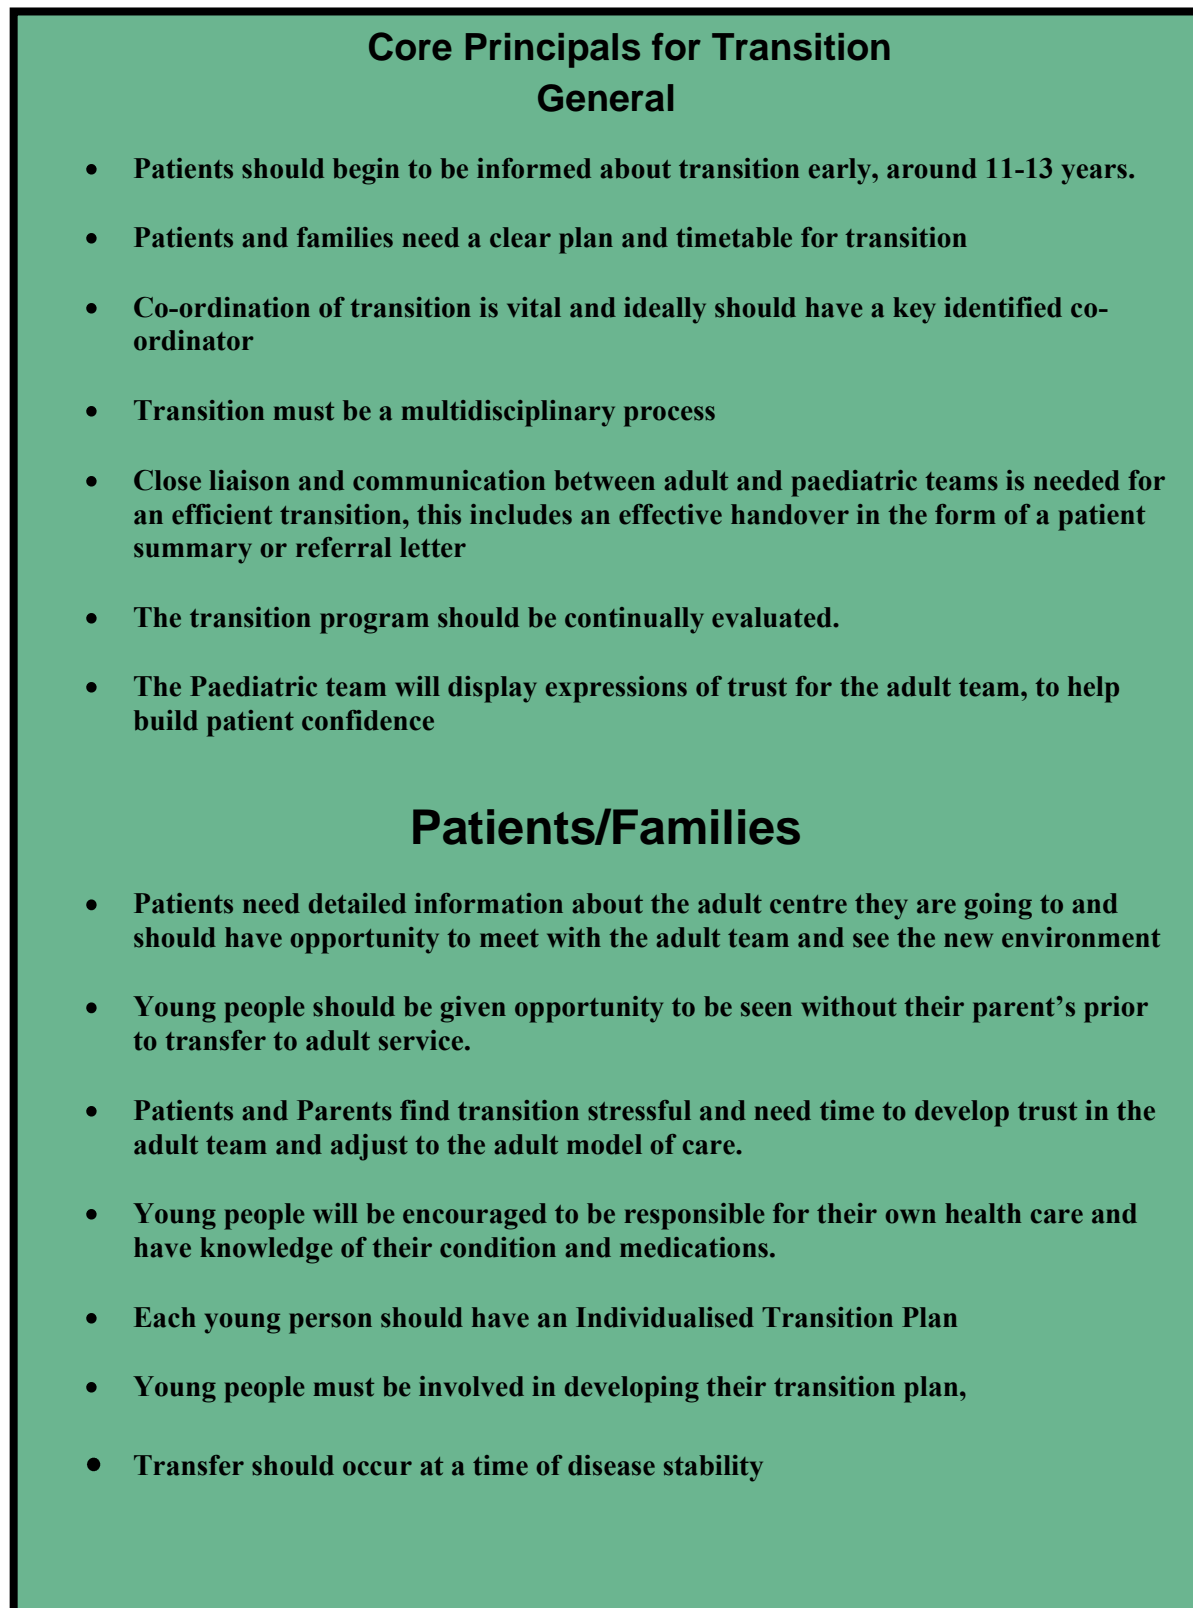 Core Principals for Transition
General
• Patients should begin to be informed about transition early, around 11-13 years.
• Patients and families need a clear plan and timetable for transition
• Co-ordination of transition is vital and ideally should have a key identified co-
ordinator
• Transition must be a multidisciplinary process
• Close liaison and communication between adult and paediatric teams is needed for
an efficient transition, this includes an effective handover in the form of a patient
summary or referral letter
• The transition program should be continually evaluated.
• The Paediatric team will display expressions of trust for the adult team, to help
build patient confidence
Patients/Families
• Patients need detailed information about the adult centre they are going to and
should have opportunity to meet with the adult team and see the new environment
• Young people should be given opportunity to be seen without their parent’s prior
to transfer to adult service.
• Patients and Parents find transition stressful and need time to develop trust in the
adult team and adjust to the adult model of care.
• Young people will be encouraged to be responsible for their own health care and
have knowledge of their condition and medications.
• Each young person should have an Individualised Transition Plan
• Young people must be involved in developing their transition plan,
• Transfer should occur at a time of disease stability